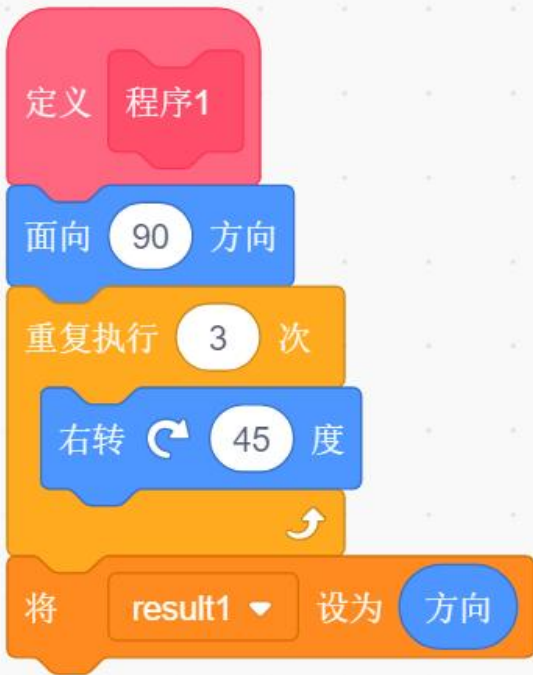 定义 程序1
面向 90 方向
重复执行 3 次
右转 45 度
将 result1 设为 方向